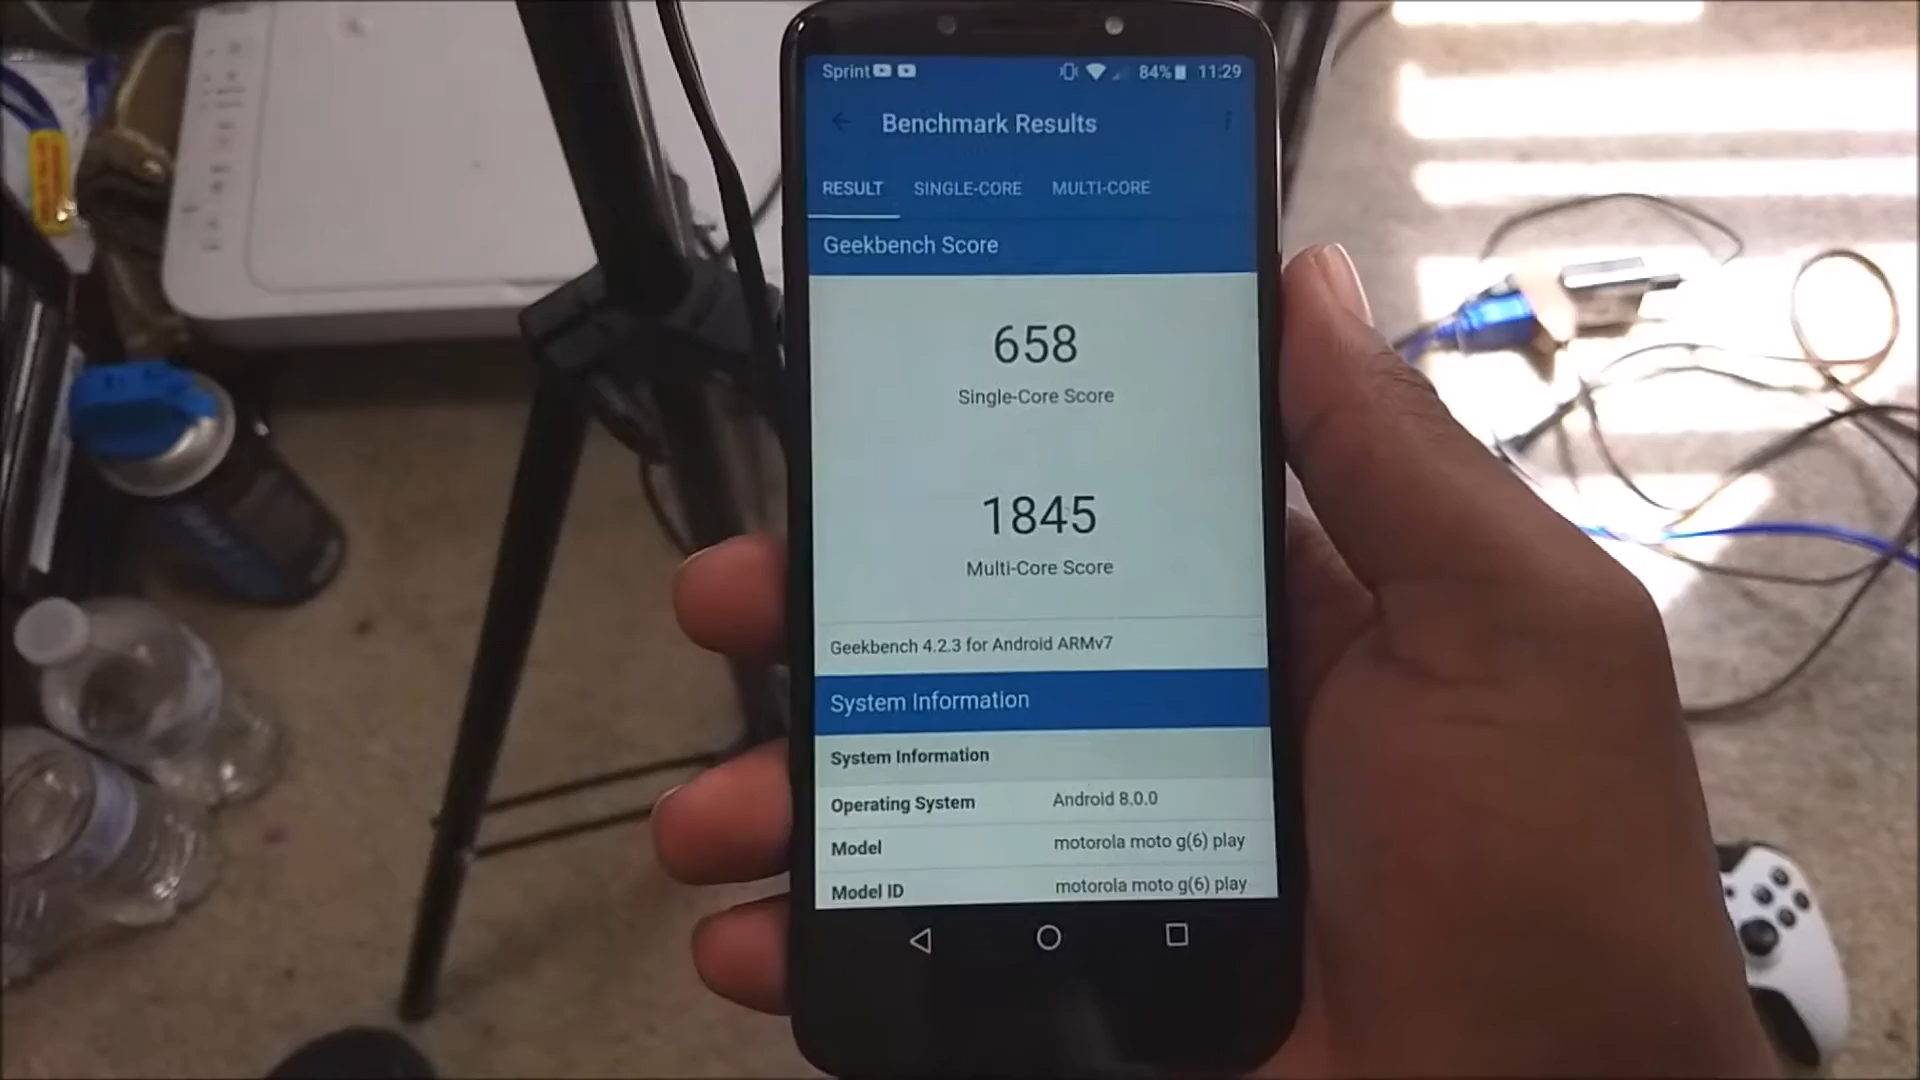 Sprint 84% 11:29
Benchmark Results
RESULT SINGLE-CORE MULTI-CORE
Geekbench Score
658
Single-Core Score
1845
Multi-Core Score
Geekbench 4.2.3 for Android ARMv7
System Information
System Information
Operating System Android 8.0.0
Model motorola moto g(6) play
Model ID motorola moto g(6) play